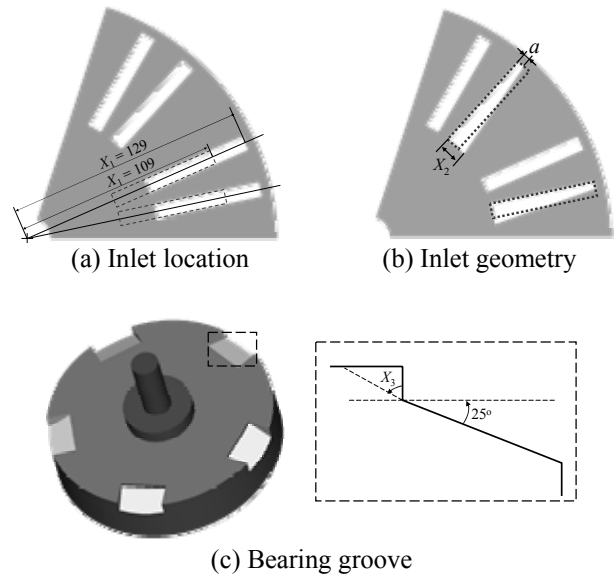 a
X₁ = 129
X₁ = 109
X₂
(a) Inlet location
(b) Inlet geometry
X₃
25°
(c) Bearing groove